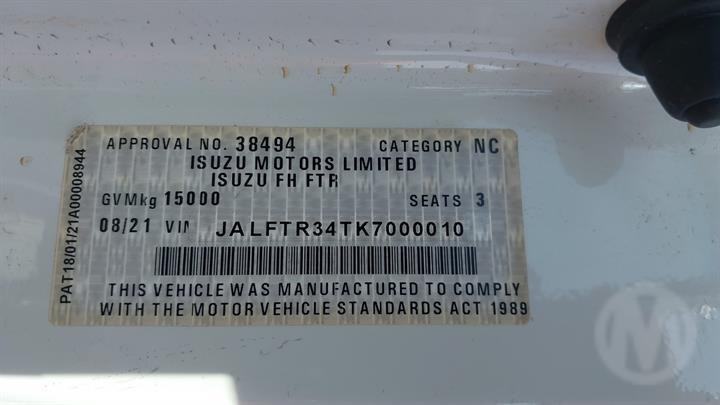 APPROVAL NO. 38494 CATEGORY NC
ISUZU MOTORS LIMITED
ISUZU FH FTR
GVMkg 15000 SEATS 3
08/21 VIN JALFTR34TK7000010
THIS VEHICLE WAS MANUFACTURED TO COMPLY
WITH THE MOTOR VEHICLE STANDARDS ACT 1989
PAT18/01/21A00008944
M